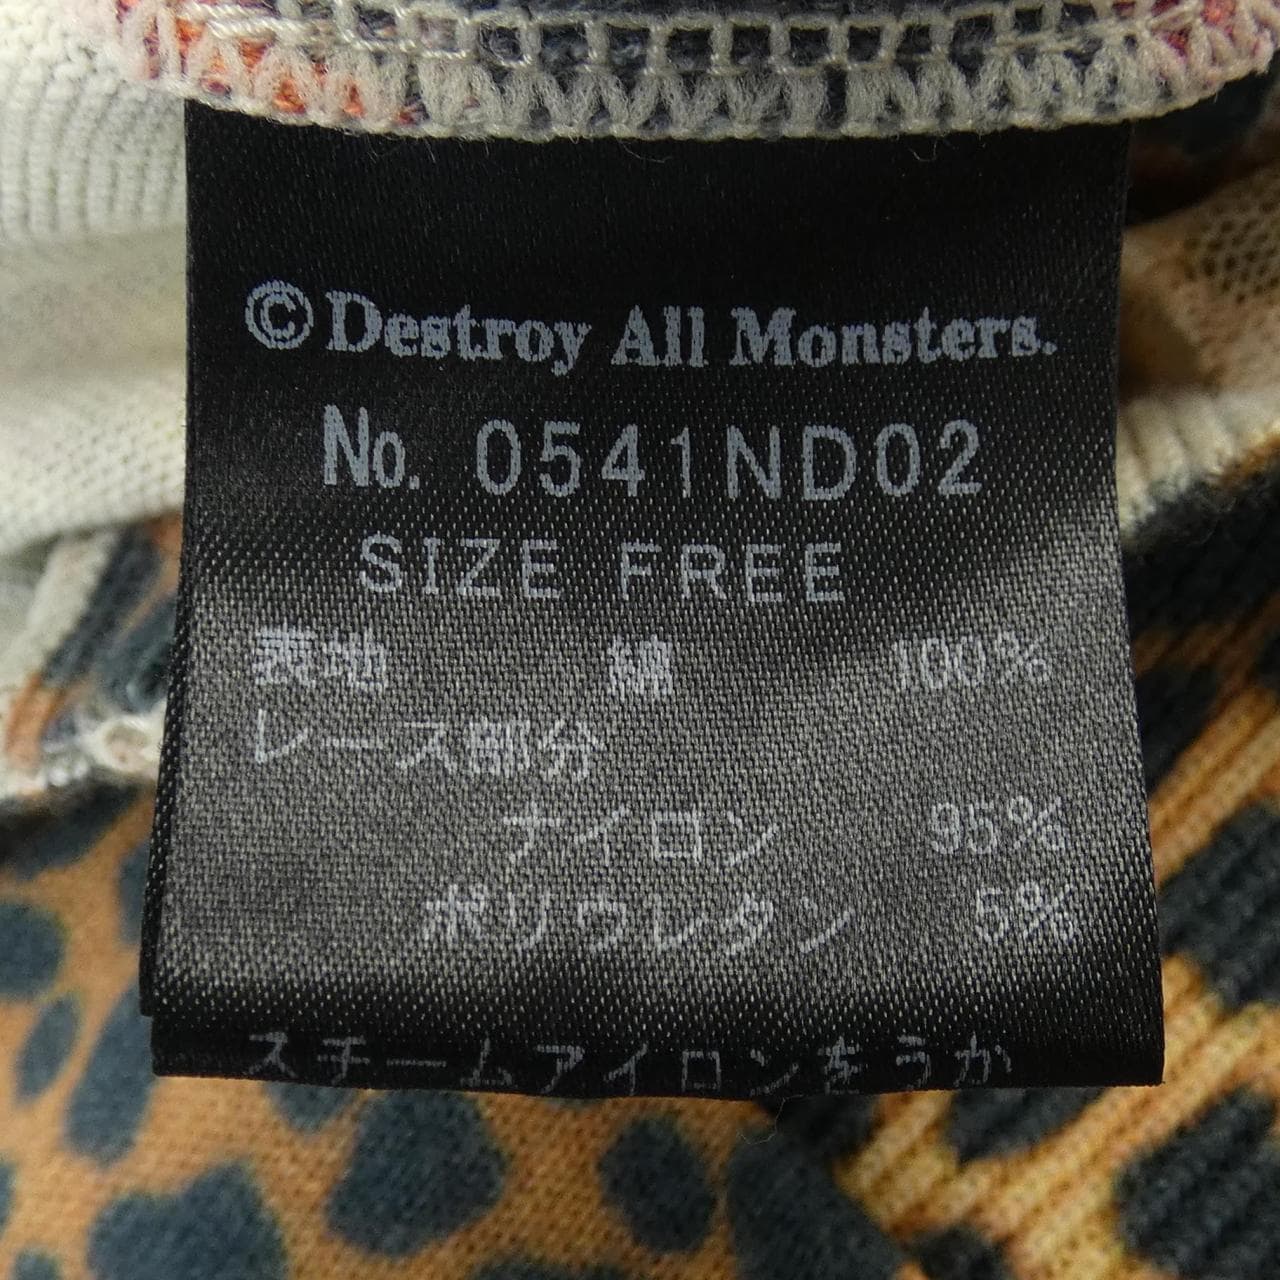 © Destroy All Monsters.
No. 0541ND02
SIZE FREE
表地 綿 100%
レース部分
ナイロン 95%
ポリウレタン 5%
スチームアイロンをうか